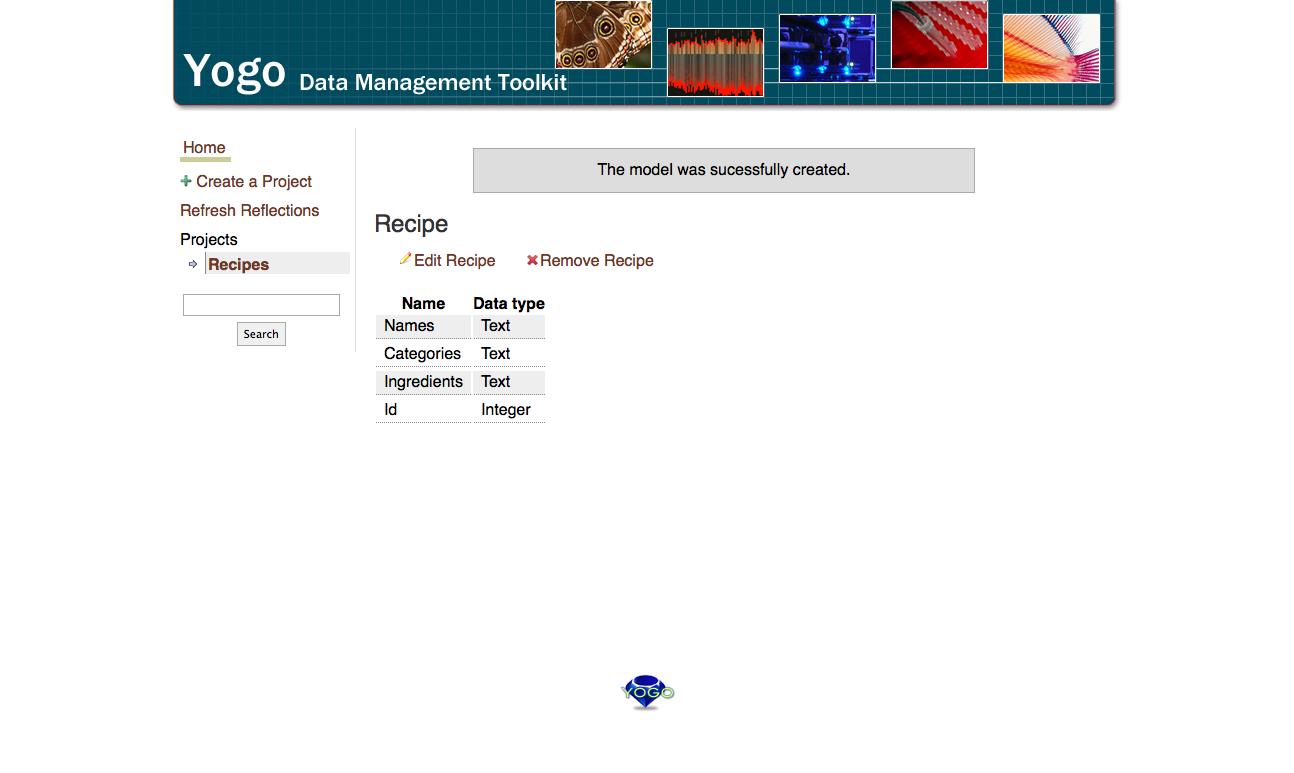 Yogo Data Management Toolkit
Home
Create a Project
Refresh Reflections
Projects
Recipes
Search
The model was sucessfully created.
Recipe
Edit Recipe Remove Recipe
Name Data type
Names Text
Categories Text
Ingredients Text
Id Integer
YOGO